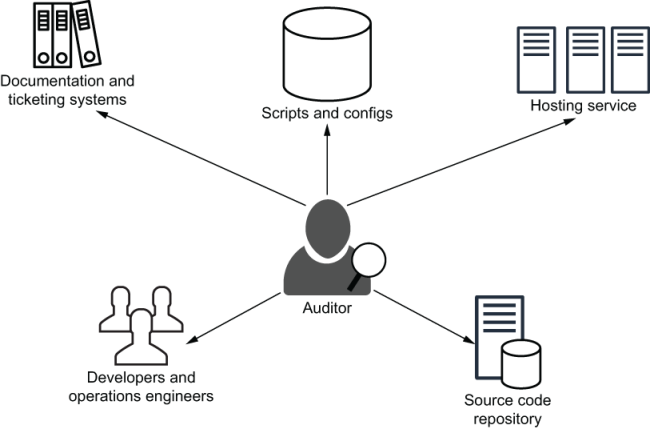 Documentation and
ticketing systems
Scripts and configs
Hosting service
Auditor
Developers and
operations engineers
Source code
repository